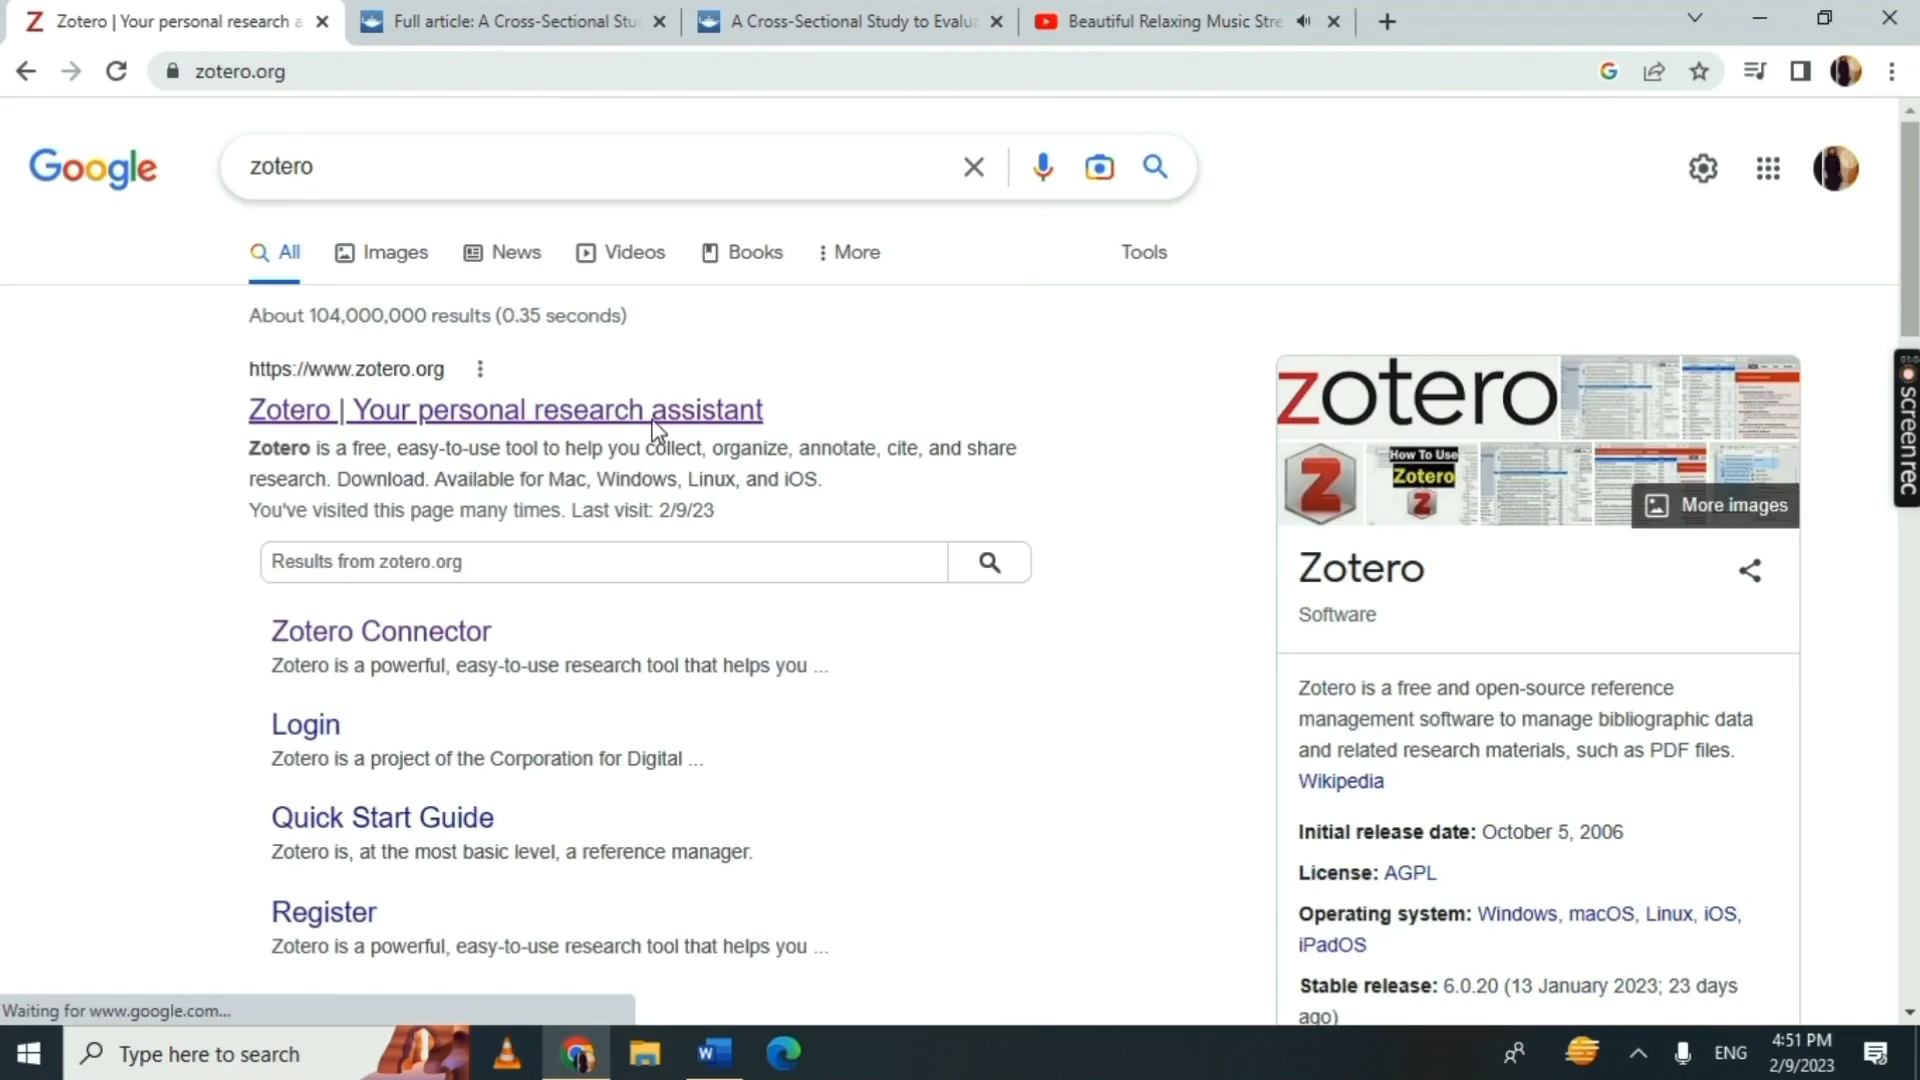 Zotero | Your personal research a
Full article: A Cross-Sectional Stu
A Cross-Sectional Study to Evalu
Beautiful Relaxing Music Stre
zotero.org
Google
zotero
All
Images
News
Videos
Books
More
Tools
About 104,000,000 results (0.35 seconds)
https://www.zotero.org
Zotero | Your personal research assistant
Zotero is a free, easy-to-use tool to help you collect, organize, annotate, cite, and share
research. Download. Available for Mac, Windows, Linux, and iOS.
You've visited this page many times. Last visit: 2/9/23
Results from zotero.org
Zotero Connector
Zotero is a powerful, easy-to-use research tool that helps you ...
Login
Zotero is a project of the Corporation for Digital ...
Quick Start Guide
Zotero is, at the most basic level, a reference manager.
Register
Zotero is a powerful, easy-to-use research tool that helps you ...
zotero
How To Use
Zotero
More images
Zotero
Software
Zotero is a free and open-source reference
management software to manage bibliographic data
and related research materials, such as PDF files.
Wikipedia
Initial release date: October 5, 2006
License: AGPL
Operating system: Windows, macOS, Linux, iOS,
iPadOS
Stable release: 6.0.20 (13 January 2023; 23 days
ago)
screenrec
Waiting for www.google.com...
Type here to search
ENG
4:51 PM
2/9/2023